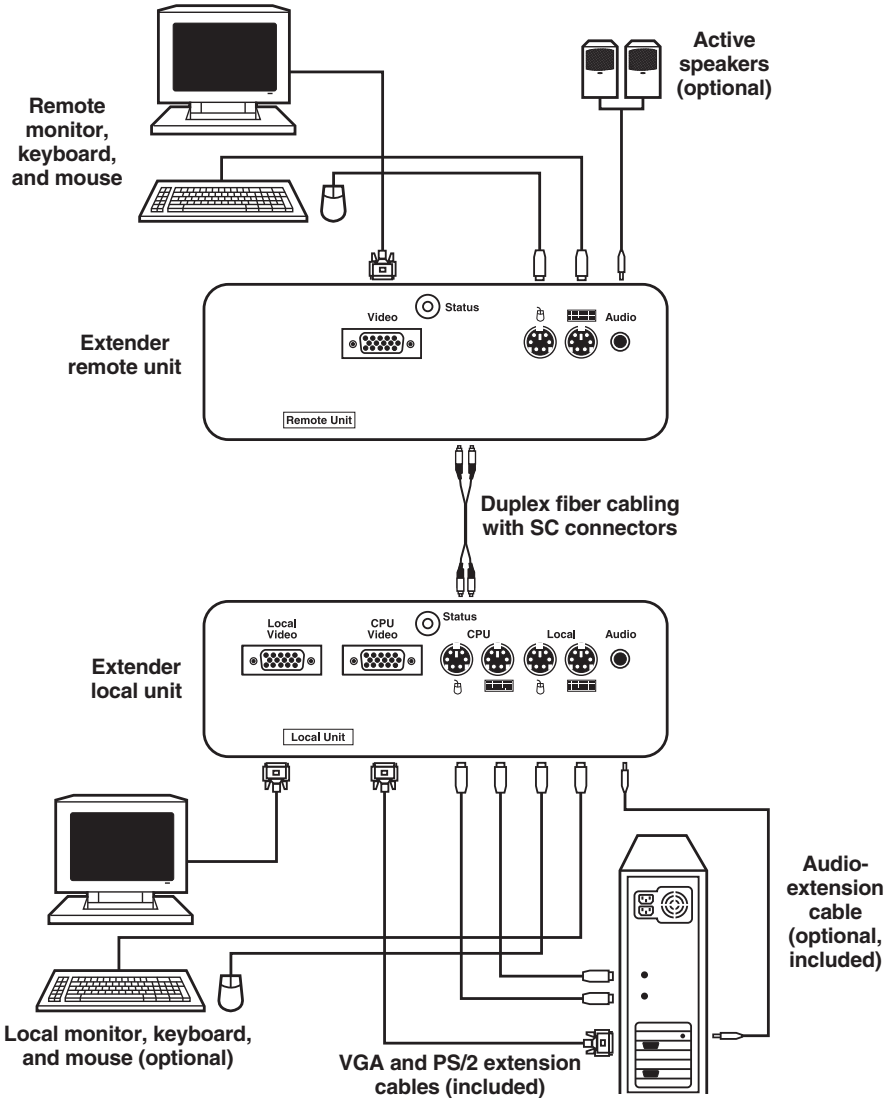 Active
speakers
(optional)
Remote
monitor,
keyboard,
and mouse
Status
Video
Audio
Extender
remote unit
Remote Unit
Duplex fiber cabling
with SC connectors
Status
Local
Video
CPU
Video
CPU
Local
Audio
Extender
local unit
Local Unit
Audio-
extension
cable
(optional,
included)
Local monitor, keyboard,
and mouse (optional)
VGA and PS/2 extension
cables (included)